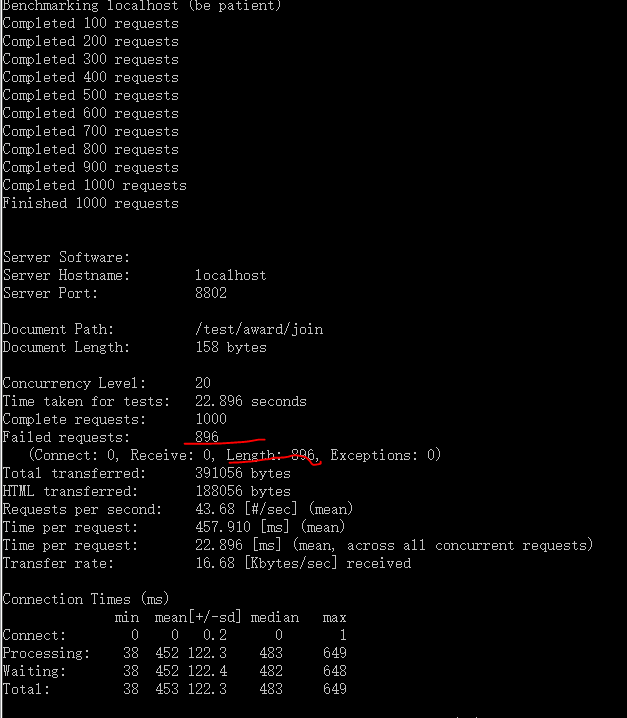 Benchmarking localhost (be patient)
Completed 100 requests
Completed 200 requests
Completed 300 requests
Completed 400 requests
Completed 500 requests
Completed 600 requests
Completed 700 requests
Completed 800 requests
Completed 900 requests
Completed 1000 requests
Finished 1000 requests
Server Software:
Server Hostname: localhost
Server Port: 8802
Document Path: /test/award/join
Document Length: 158 bytes
Concurrency Level: 20
Time taken for tests: 22.896 seconds
Complete requests: 1000
Failed requests: 896
(Connect: 0, Receive: 0, Length: 896, Exceptions: 0)
Total transferred: 391056 bytes
HTML transferred: 188056 bytes
Requests per second: 43.68 [#/sec] (mean)
Time per request: 457.910 [ms] (mean)
Time per request: 22.896 [ms] (mean, across all concurrent requests)
Transfer rate: 16.68 [Kbytes/sec] received
Connection Times (ms)
min mean[+/-sd] median max
Connect: 0 0 0.2 0 1
Processing: 38 452 122.3 483 649
Waiting: 38 452 122.4 482 648
Total: 38 453 122.3 483 649